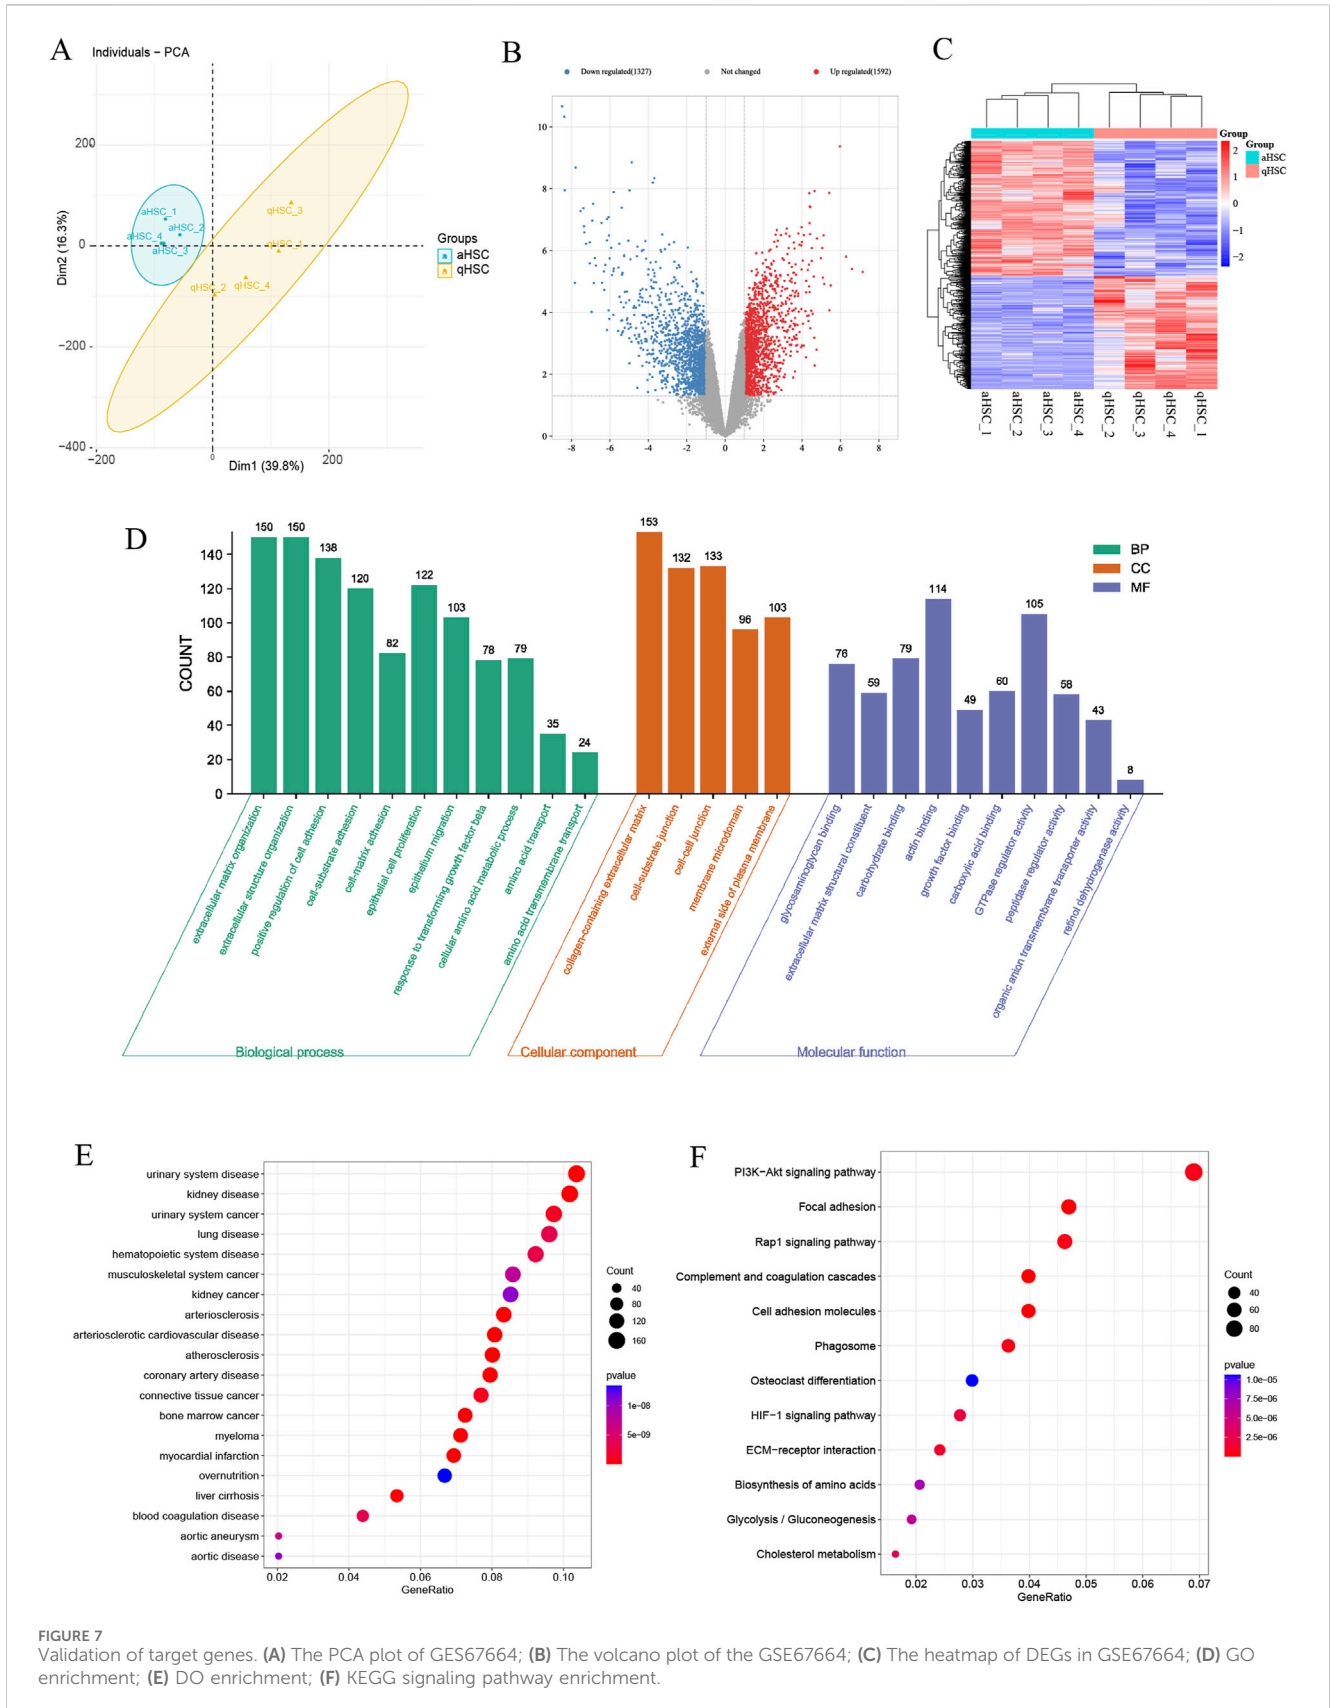 A
Individuals − PCA
200
0
−200
−400
−200
0
200
Dim2 (16.3%)
Dim1 (39.8%)
aHSC_1
aHSC_2
aHSC_4
aHSC_3
qHSC_3
qHSC_1
qHSC_2
qHSC_4
Groups
aHSC
qHSC
B
Down regulated(1327)
Not changed
Up regulated(1592)
10
8
6
4
2
0
-8
-6
-4
-2
0
2
4
6
8
C
Group
2
1
0
−1
−2
Group
aHSC
qHSC
aHSC_1
aHSC_2
aHSC_3
aHSC_4
qHSC_2
qHSC_3
qHSC_4
qHSC_1
D
COUNT
140
120
100
80
60
40
20
0
150
150
138
120
82
122
103
78
79
35
24
153
132
133
96
103
76
59
79
114
49
60
105
58
43
8
BP
CC
MF
extracellular matrix organization
extracellular structure organization
positive regulation of cell adhesion
cell-substrate adhesion
cell-matrix adhesion
epithelial cell proliferation
epithelium migration
response to transforming growth factor beta
cellular amino acid metabolic process
amino acid transport
amino acid transmembrane transport
collagen-containing extracellular matrix
cell-substrate junction
cell-cell junction
membrane microdomain
external side of plasma membrane
glycosaminoglycan binding
extracellular matrix structural constituent
carbohydrate binding
actin binding
growth factor binding
carboxylic acid binding
GTPase regulator activity
peptidase regulator activity
organic anion transmembrane transporter activity
retinol dehydrogenase activity
Biological process
Cellular component
Molecular function
E
urinary system disease
kidney disease
urinary system cancer
lung disease
hematopoietic system disease
musculoskeletal system cancer
kidney cancer
arteriosclerosis
arteriosclerotic cardiovascular disease
atherosclerosis
coronary artery disease
connective tissue cancer
bone marrow cancer
myeloma
myocardial infarction
overnutrition
liver cirrhosis
blood coagulation disease
aortic aneurysm
aortic disease
0.02
0.04
0.06
0.08
0.10
GeneRatio
Count
40
80
120
160
pvalue
1e−08
5e−09
F
PI3K−Akt signaling pathway
Focal adhesion
Rap1 signaling pathway
Complement and coagulation cascades
Cell adhesion molecules
Phagosome
Osteoclast differentiation
HIF−1 signaling pathway
ECM−receptor interaction
Biosynthesis of amino acids
Glycolysis / Gluconeogenesis
Cholesterol metabolism
0.02
0.03
0.04
0.05
0.06
0.07
GeneRatio
Count
40
60
80
pvalue
1.0e−05
7.5e−06
5.0e−06
2.5e−06
FIGURE 7
Validation of target genes. (A) The PCA plot of GES67664; (B) The volcano plot of the GSE67664; (C) The heatmap of DEGs in GSE67664; (D) GO
enrichment; (E) DO enrichment; (F) KEGG signaling pathway enrichment.